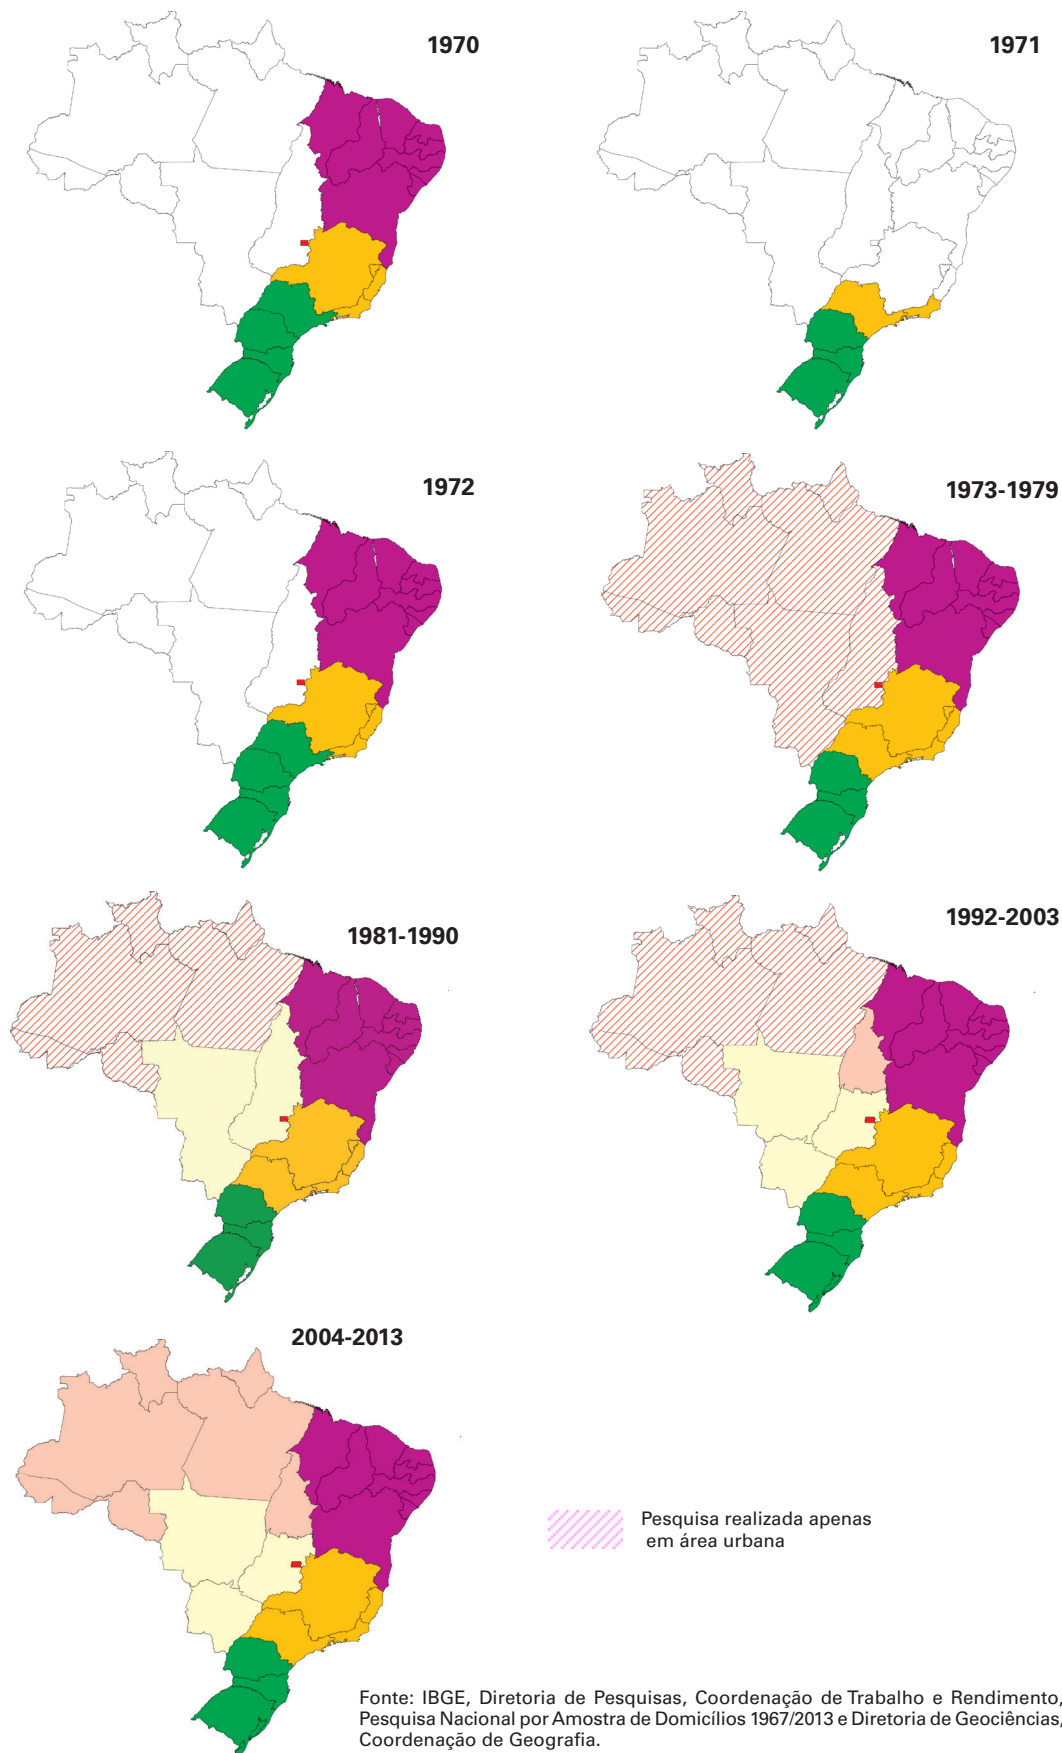 1970
1971
1972
1973-1979
1981-1990
1992-2003
2004-2013
Pesquisa realizada apenas
em área urbana
Fonte: IBGE, Diretoria de Pesquisas, Coordenação de Trabalho e Rendimento,
Pesquisa Nacional por Amostra de Domicílios 1967/2013 e Diretoria de Geociências,
Coordenação de Geografia.